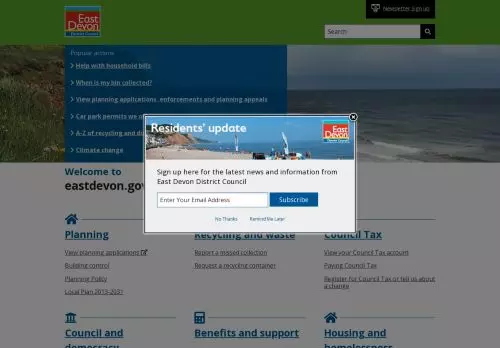 East
Devon
District Council
Newsletter sign up
Search
Popular actions
Help with household bills
When is my bin collected?
View planning applications, enforcements and planning appeals
Car park permits we
A-Z of recycling and
Climate change
Residents' update
East
Devon
District Council
Sign up here for the latest news and information from
East Devon District Council
Enter Your Email Address
Subscribe
No Thanks
Remind Me Later
Welcome to
eastdevon.gov
Planning
View planning applications
Building control
Planning Policy
Local Plan 2013-2031
Recycling and waste
Report a missed collection
Request a recycling container
Council Tax
View your Council Tax account
Paying Council Tax
Register for Council Tax or tell us about
a change
Council and
democracy
Benefits and support
Housing and
homelessness